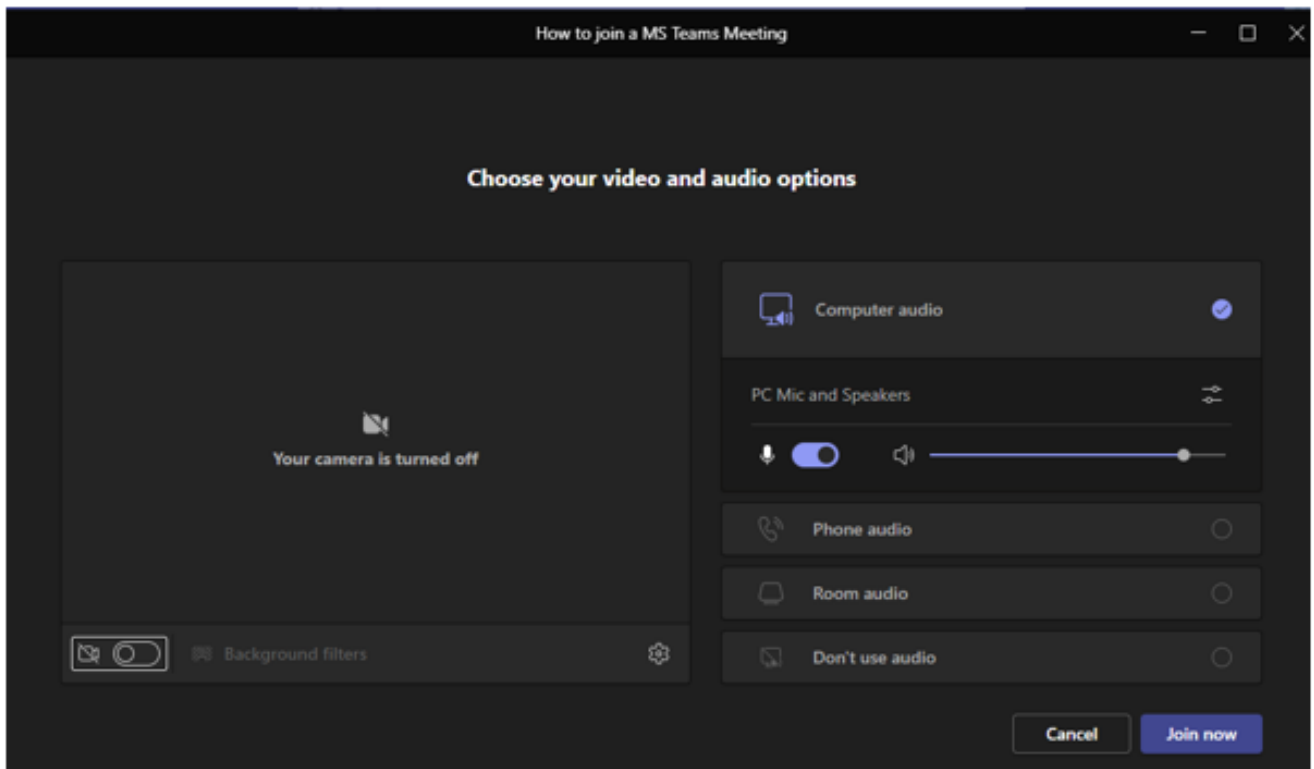 How to join a MS Teams Meeting
Choose your video and audio options
Your camera is turned off
Background filters
Computer audio
PC Mic and Speakers
Phone audio
Room audio
Don't use audio
Cancel
Join now